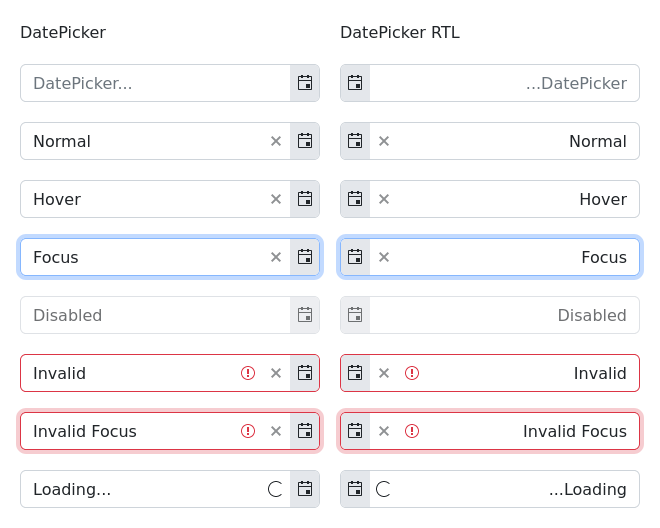 DatePicker
DatePicker RTL
DatePicker...
...DatePicker
Normal
Normal
Hover
Hover
Focus
Focus
Disabled
Disabled
Invalid
Invalid
Invalid Focus
Invalid Focus
Loading...
...Loading